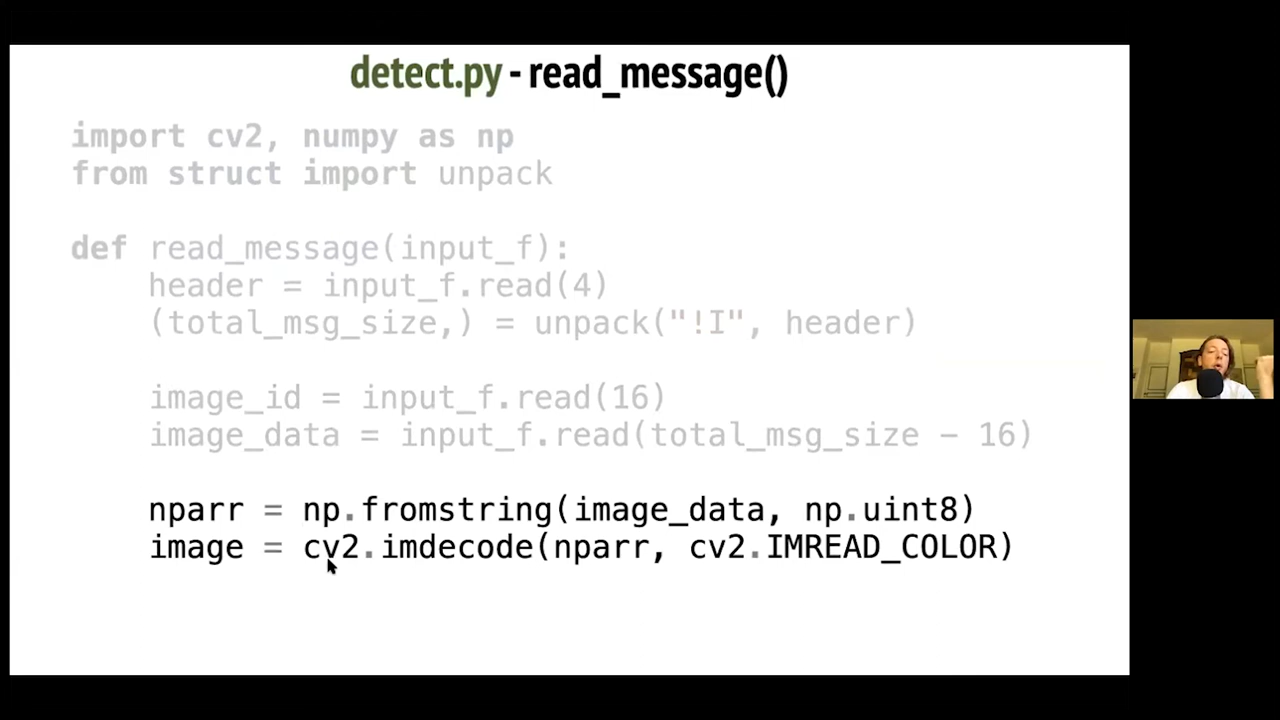 detect.py - read_message()
import cv2, numpy as np
from struct import unpack
def read_message(input_f):
header = input_f.read(4)
(total_msg_size,) = unpack("!I", header)
image_id = input_f.read(16)
image_data = input_f.read(total_msg_size - 16)
nparr = np.fromstring(image_data, np.uint8)
image = cv2.imdecode(nparr, cv2.IMREAD_COLOR)